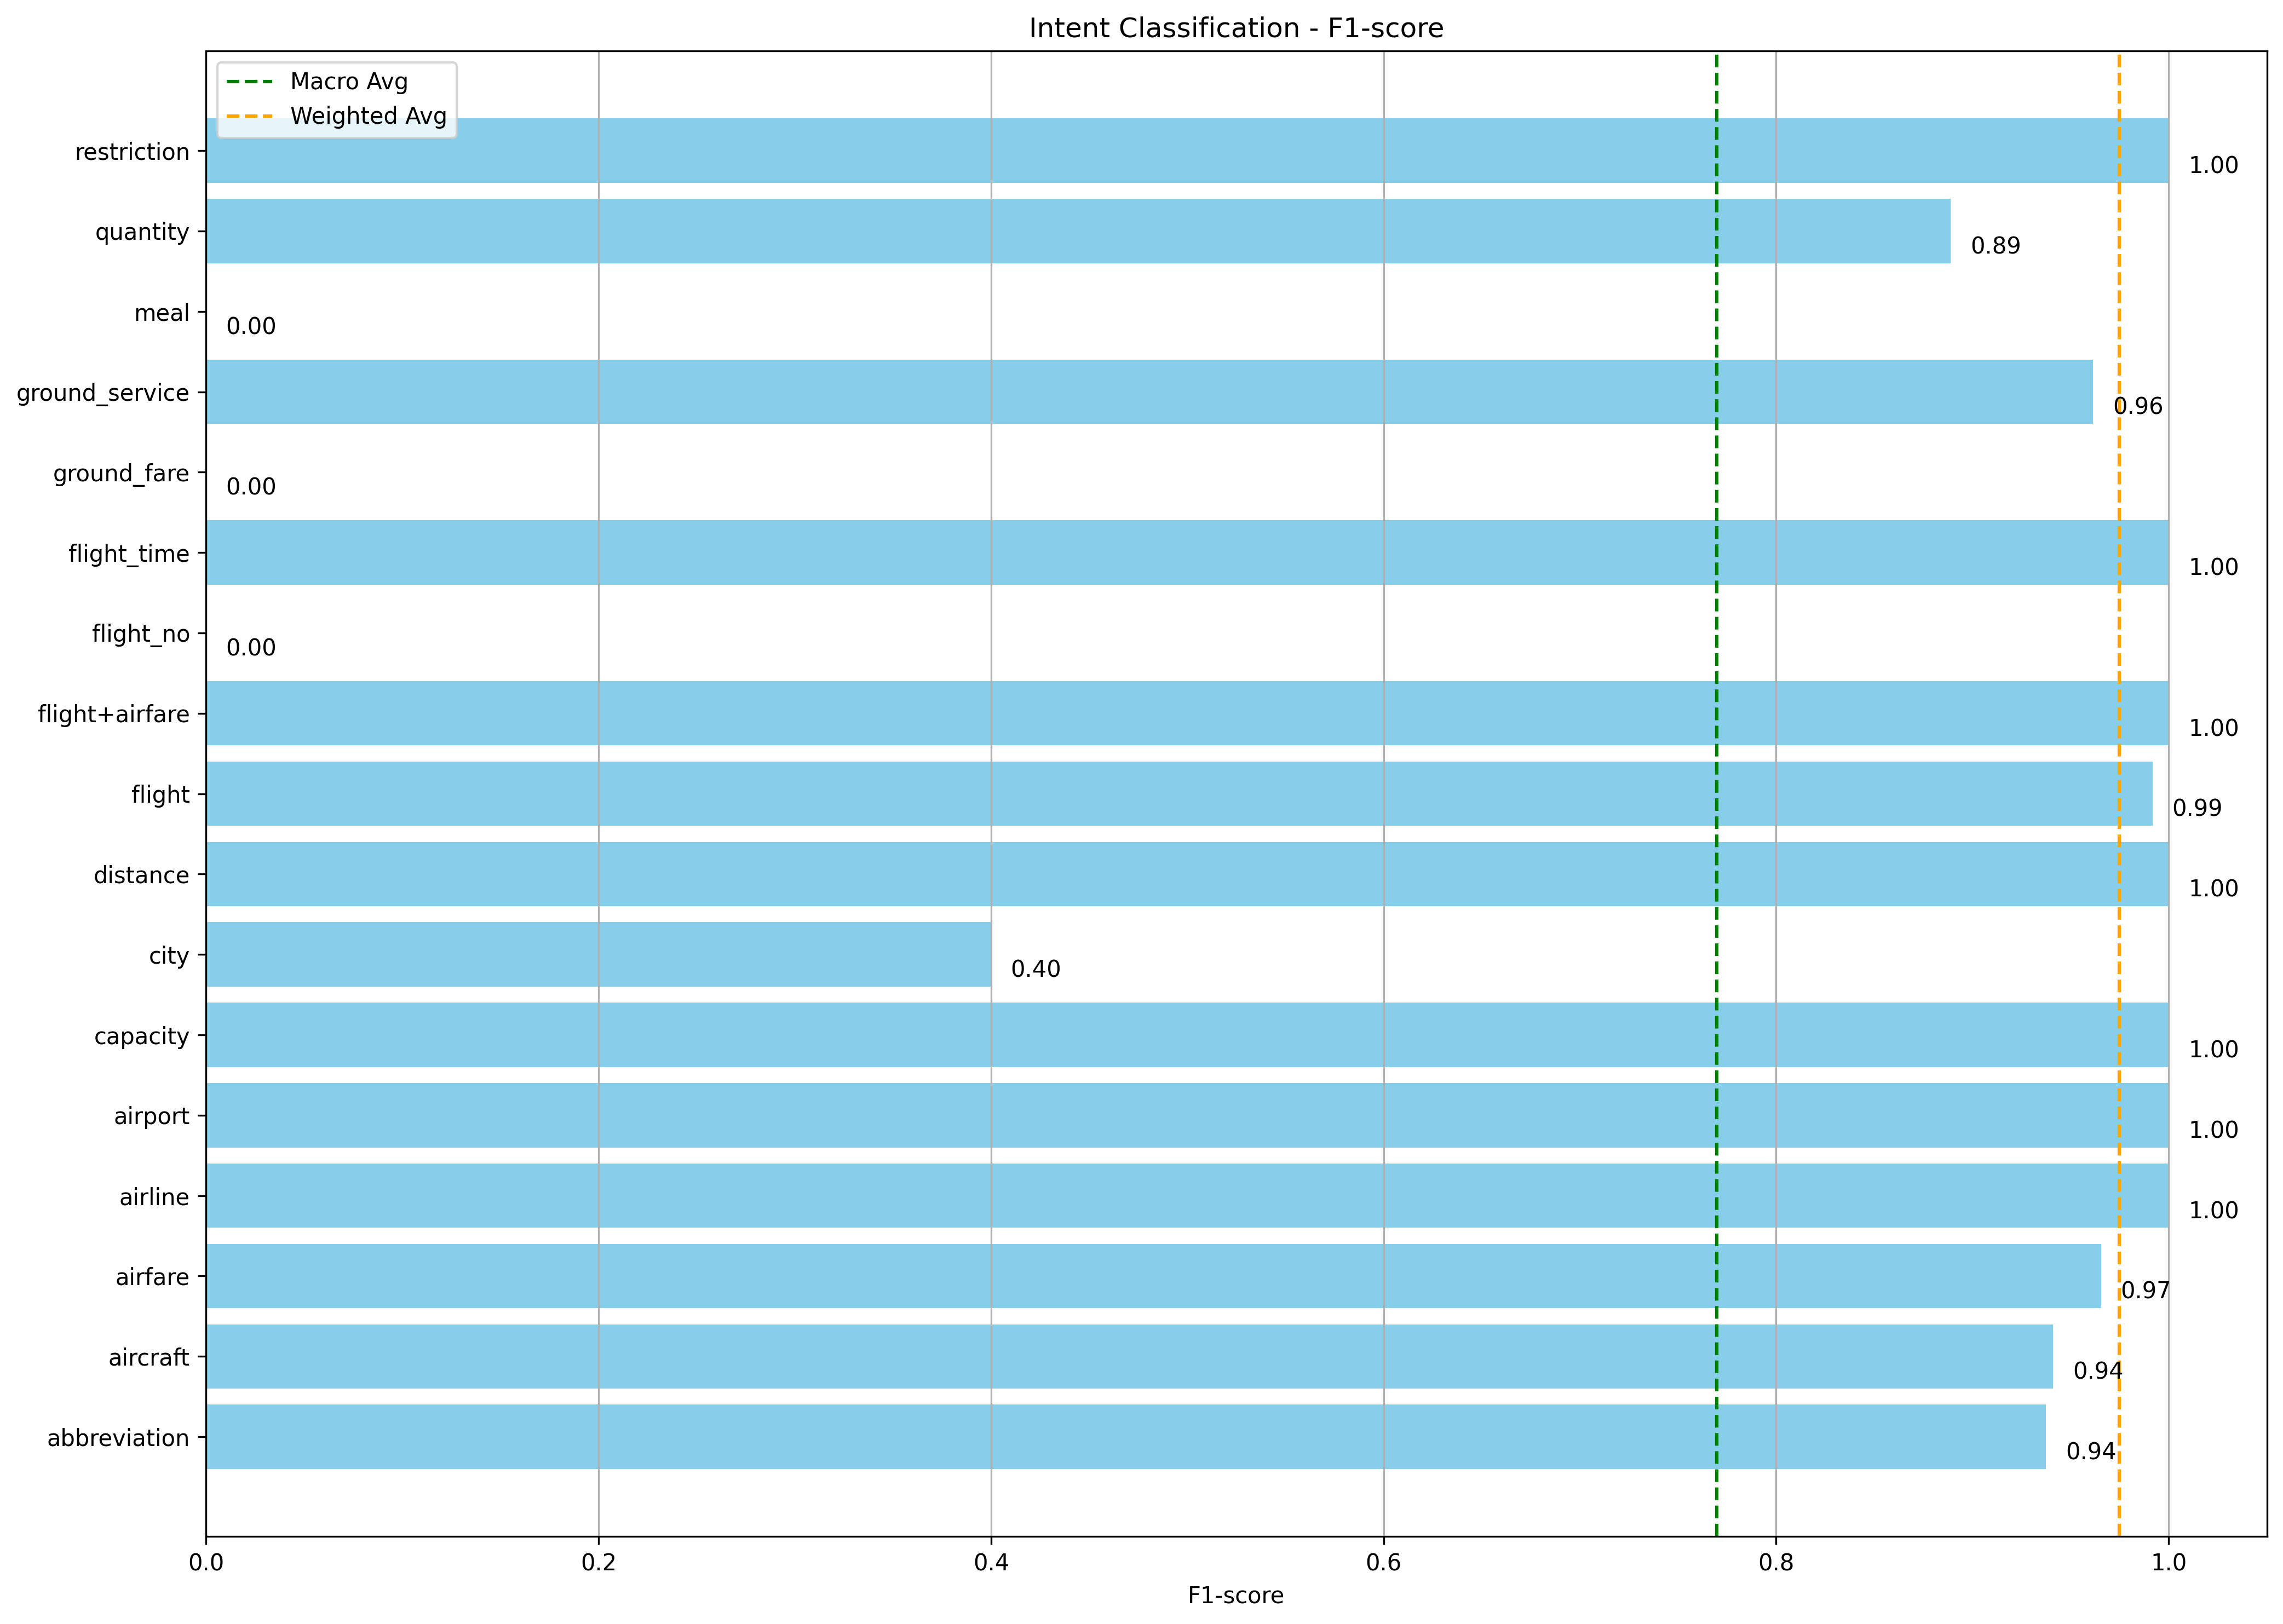 Intent Classification - F1-score
Macro Avg
Weighted Avg
restriction
1.00
quantity
0.89
meal
0.00
ground_service
0.96
ground_fare
0.00
flight_time
1.00
flight_no
0.00
flight+airfare
1.00
flight
0.99
distance
1.00
city
0.40
capacity
1.00
airport
1.00
airline
1.00
airfare
0.97
aircraft
0.94
abbreviation
0.94
0.0 0.2 0.4 0.6 0.8 1.0
F1-score